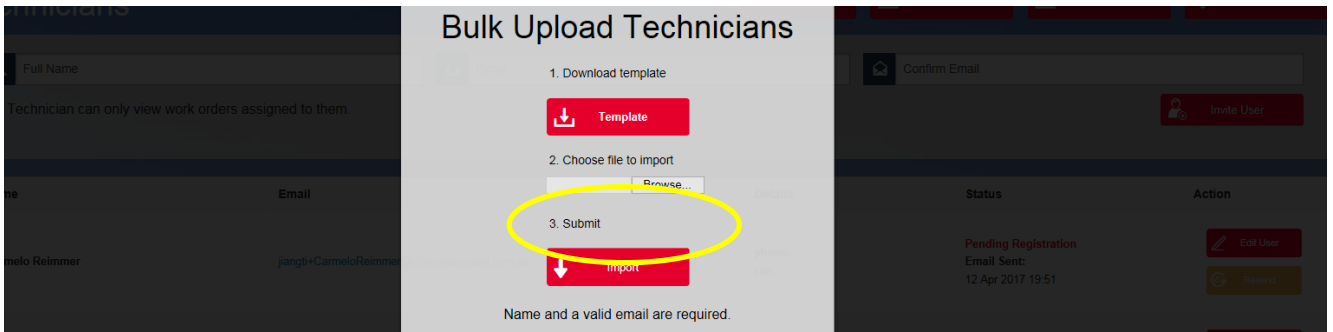 Bulk Upload Technicians
1. Download template
Full Name
Confirm Email
Technician can only view work orders assigned to them.
Template
Invite User
2. Choose file to import
Browse...
Email
Status
Action
3. Submit
Pending Registration
Edit User
Reimmer
Import
Email Sent:
12 Apr 2017 19:51
Name and a valid email are required.